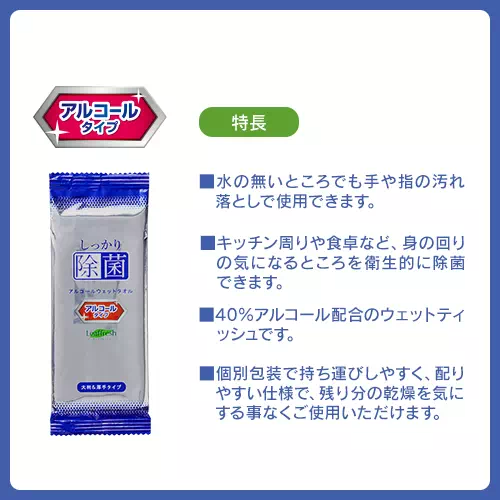 アルコール
タイプ
特長
■水の無いところでも手や指の汚れ
落としで使用できます。
■キッチン周りや食卓など、身の回り
の気になるところを衛生的に除菌
できます。
■40%アルコール配合のウェットティ
ッシュです。
■個別包装で持ち運びしやすく、配り
やすい仕様で、残り分の乾燥を気に
する事なくご使用いただけます。
しっかり
除菌
アルコールウェットタオル
アルコール
タイプ
Leaffresh
大判&厚手タイプ